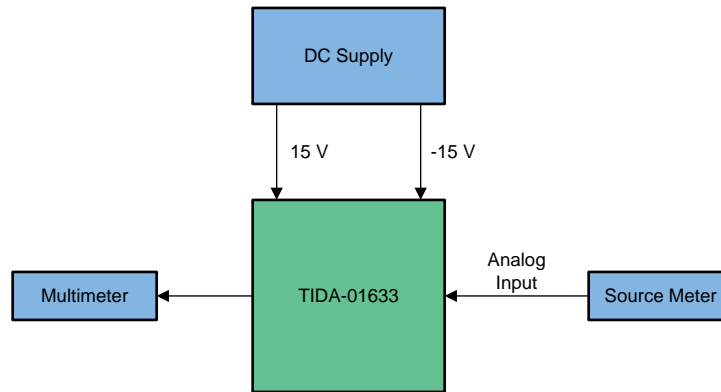 DC Supply
15 V
-15 V
Analog
Input
Multimeter
TIDA-01633
Source Meter